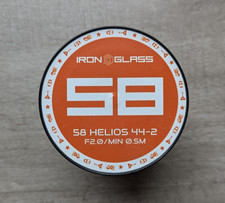 IRON GLASS
58
58 HELIOS 44-2
F2.0/MIN 0.5M